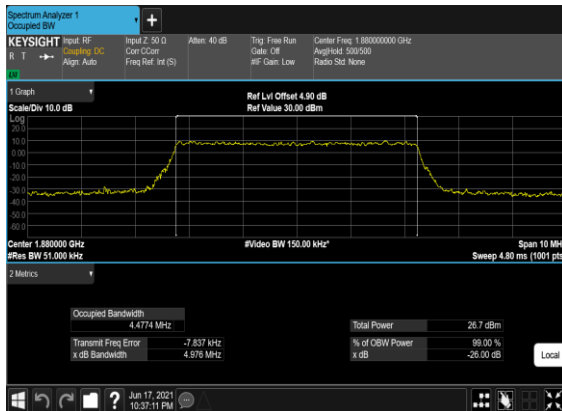 Spectrum Analyzer 1
Occupied BW
+
KEYSIGHT
R T
Input: RF
Coupling: DC
Align: Auto
Input Z: 50 Ω
Corr CCorr
Freq Ref: Int (S)
Atten: 40 dB
Trig: Free Run
Gate: Off
#IF Gain: Low
Center Freq: 1.880000000 GHz
Avg|Hold: 500/500
Radio Std: None
1 Graph
Scale/Div 10.0 dB
Ref Lvl Offset 4.90 dB
Ref Value 30.00 dBm
Log
20.0
10.0
0.00
-10.0
-20.0
-30.0
-40.0
-50.0
-60.0
Center 1.880000 GHz
#Video BW 150.00 kHz*
Span 10 MH
#Res BW 51.000 kHz
Sweep 4.80 ms (1001 pts
2 Metrics
Occupied Bandwidth
4.4774 MHz
Total Power 26.7 dBm
Transmit Freq Error -7.837 kHz
% of OBW Power 99.00 %
x dB Bandwidth 4.976 MHz
x dB -26.00 dB
Local
?
Jun 17, 2021
10:37:11 PM